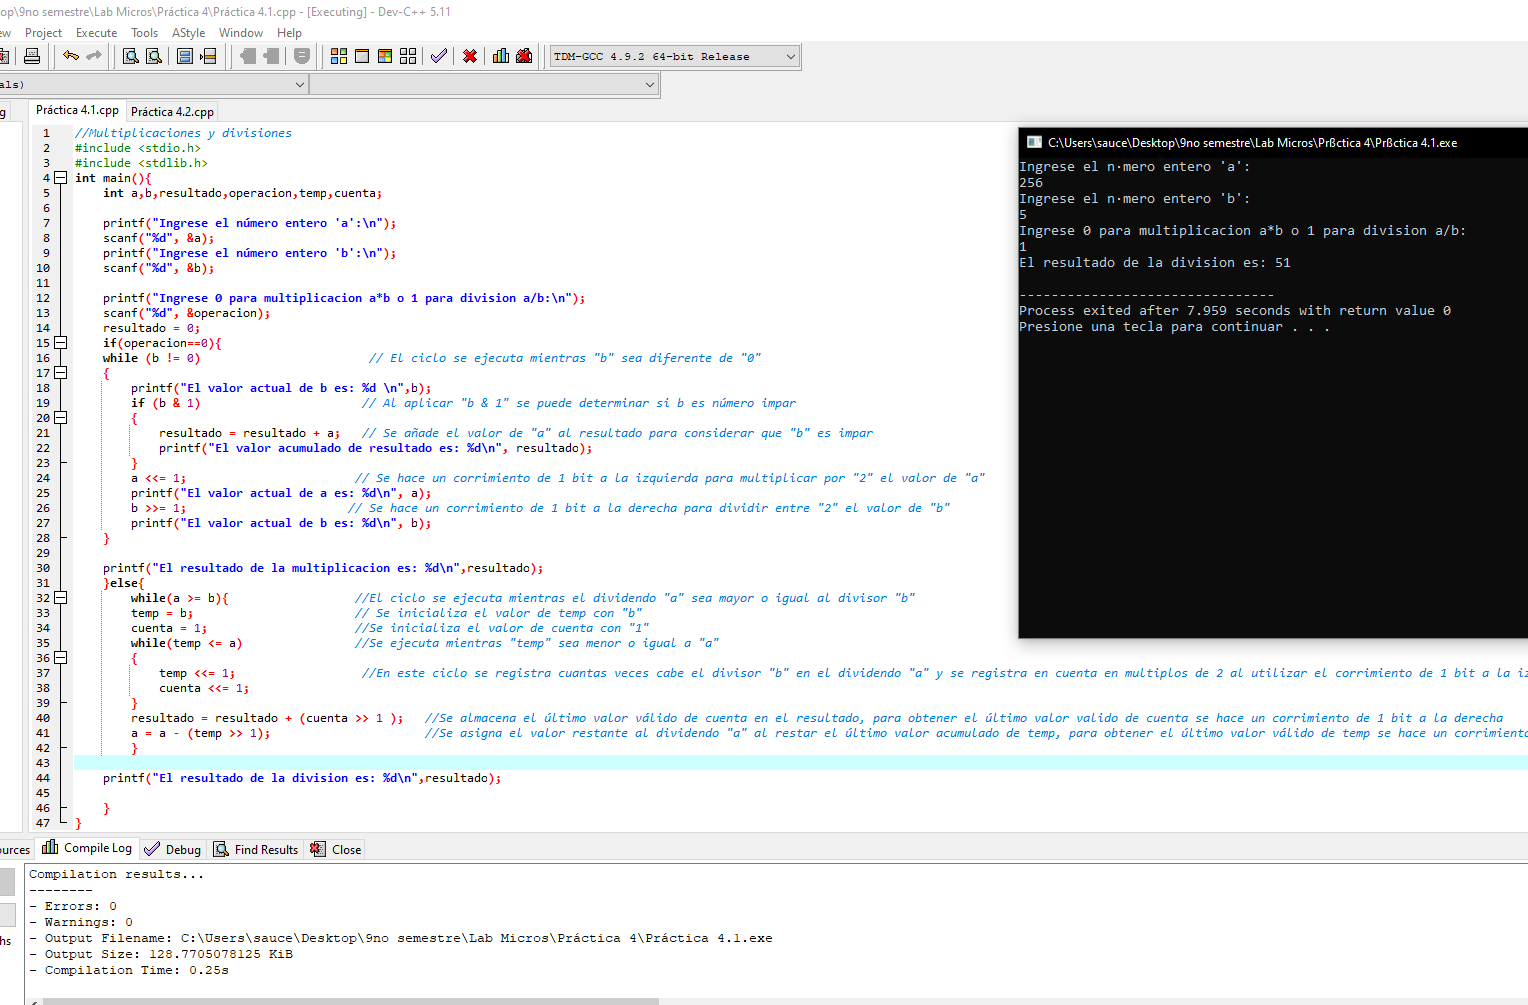 op\9no semestre\Lab Micros\Práctica 4\Práctica 4.1.cpp - [Executing] - Dev-C++ 5.11
ew Project Execute Tools AStyle Window Help
TDM-GCC 4.9.2 64-bit Release
als)
g Práctica 4.1.cpp Práctica 4.2.cpp
1 //Multiplicaciones y divisiones
2 #include <stdio.h>
3 #include <stdlib.h>
4 int main(){
5 int a,b,resultado,operacion,temp,cuenta;
6
7 printf("Ingrese el número entero 'a':\n");
8 scanf("%d", &a);
9 printf("Ingrese el número entero 'b':\n");
10 scanf("%d", &b);
11
12 printf("Ingrese 0 para multiplicacion a*b o 1 para division a/b:\n");
13 scanf("%d", &operacion);
14 resultado = 0;
15 if(operacion==0){
16 while (b != 0) // El ciclo se ejecuta mientras "b" sea diferente de "0"
17 {
18 printf("El valor actual de b es: %d \n",b);
19 if (b & 1) // Al aplicar "b & 1" se puede determinar si b es número impar
20 {
21 resultado = resultado + a; // Se añade el valor de "a" al resultado para considerar que "b" es impar
22 printf("El valor acumulado de resultado es: %d\n", resultado);
23 }
24 a <<= 1; // Se hace un corrimiento de 1 bit a la izquierda para multiplicar por "2" el valor de "a"
25 printf("El valor actual de a es: %d\n", a);
26 b >>= 1; // Se hace un corrimiento de 1 bit a la derecha para dividir entre "2" el valor de "b"
27 printf("El valor actual de b es: %d\n", b);
28 }
29
30 printf("El resultado de la multiplicacion es: %d\n",resultado);
31 }else{
32 while(a >= b){ //El ciclo se ejecuta mientras el dividendo "a" sea mayor o igual al divisor "b"
33 temp = b; // Se inicializa el valor de temp con "b"
34 cuenta = 1; //Se inicializa el valor de cuenta con "1"
35 while(temp <= a) //Se ejecuta mientras "temp" sea menor o igual a "a"
36 {
37 temp <<= 1; //En este ciclo se registra cuantas veces cabe el divisor "b" en el dividendo "a" y se registra en cuenta en multiplos de 2 al utilizar el corrimiento de 1 bit a la iz
38 cuenta <<= 1;
39 }
40 resultado = resultado + (cuenta >> 1 ); //Se almacena el último valor válido de cuenta en el resultado, para obtener el último valor valido de cuenta se hace un corrimiento de 1 bit a la derecha
41 a = a - (temp >> 1); //Se asigna el valor restante al dividendo "a" al restar el último valor acumulado de temp, para obtener el último valor válido de temp se hace un corrimiento
42 }
43
44 printf("El resultado de la division es: %d\n",resultado);
45
46 }
47 }
C:\Users\sauce\Desktop\9no semestre\Lab Micros\Prßctica 4\Prßctica 4.1.exe
Ingrese el n·mero entero 'a':
256
Ingrese el n·mero entero 'b':
5
Ingrese 0 para multiplicacion a*b o 1 para division a/b:
1
El resultado de la division es: 51
--------------------------------
Process exited after 7.959 seconds with return value 0
Presione una tecla para continuar . . .
ources Compile Log Debug Find Results Close
Compilation results...
--------
- Errors: 0
- Warnings: 0
- Output Filename: C:\Users\sauce\Desktop\9no semestre\Lab Micros\Práctica 4\Práctica 4.1.exe
- Output Size: 128.7705078125 KiB
- Compilation Time: 0.25s
hs